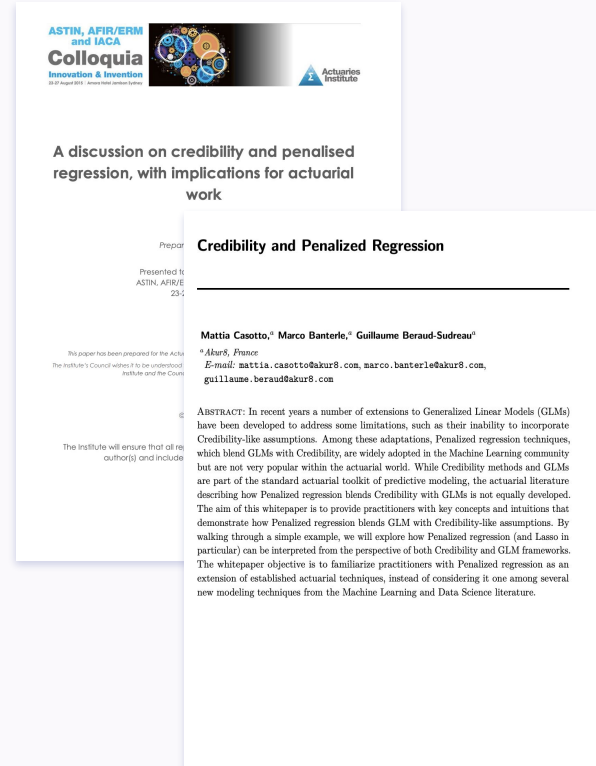 ASTIN, AFIR/ERM
and IACA
Colloquia
Innovation & Invention
23-27 August 2015 | Amora Hotel Jamison Sydney
Actuaries
Institute
A discussion on credibility and penalised
regression, with implications for actuarial
work
Prepar
Presented to
ASTIN, AFIR/E
23-2
This paper has been prepared for the Actu
The Institute's Council wishes it to be understood
Institute and the Counc
©
The Institute will ensure that all rep
author(s) and include
Credibility and Penalized Regression
Mattia Casotto,ᵃ Marco Banterle,ᵃ Guillaume Beraud-Sudreauᵃ
ᵃAkur8, France
E-mail: mattia.casotto@akur8.com, marco.banterle@akur8.com,
guillaume.beraud@akur8.com
Abstract: In recent years a number of extensions to Generalized Linear Models (GLMs)
have been developed to address some limitations, such as their inability to incorporate
Credibility-like assumptions. Among these adaptations, Penalized regression techniques,
which blend GLMs with Credibility, are widely adopted in the Machine Learning community
but are not very popular within the actuarial world. While Credibility methods and GLMs
are part of the standard actuarial toolkit of predictive modeling, the actuarial literature
describing how Penalized regression blends Credibility with GLMs is not equally developed.
The aim of this whitepaper is to provide practitioners with key concepts and intuitions that
demonstrate how Penalized regression blends GLM with Credibility-like assumptions. By
walking through a simple example, we will explore how Penalized regression (and Lasso in
particular) can be interpreted from the perspective of both Credibility and GLM frameworks.
The whitepaper objective is to familiarize practitioners with Penalized regression as an
extension of established actuarial techniques, instead of considering it one among several
new modeling techniques from the Machine Learning and Data Science literature.